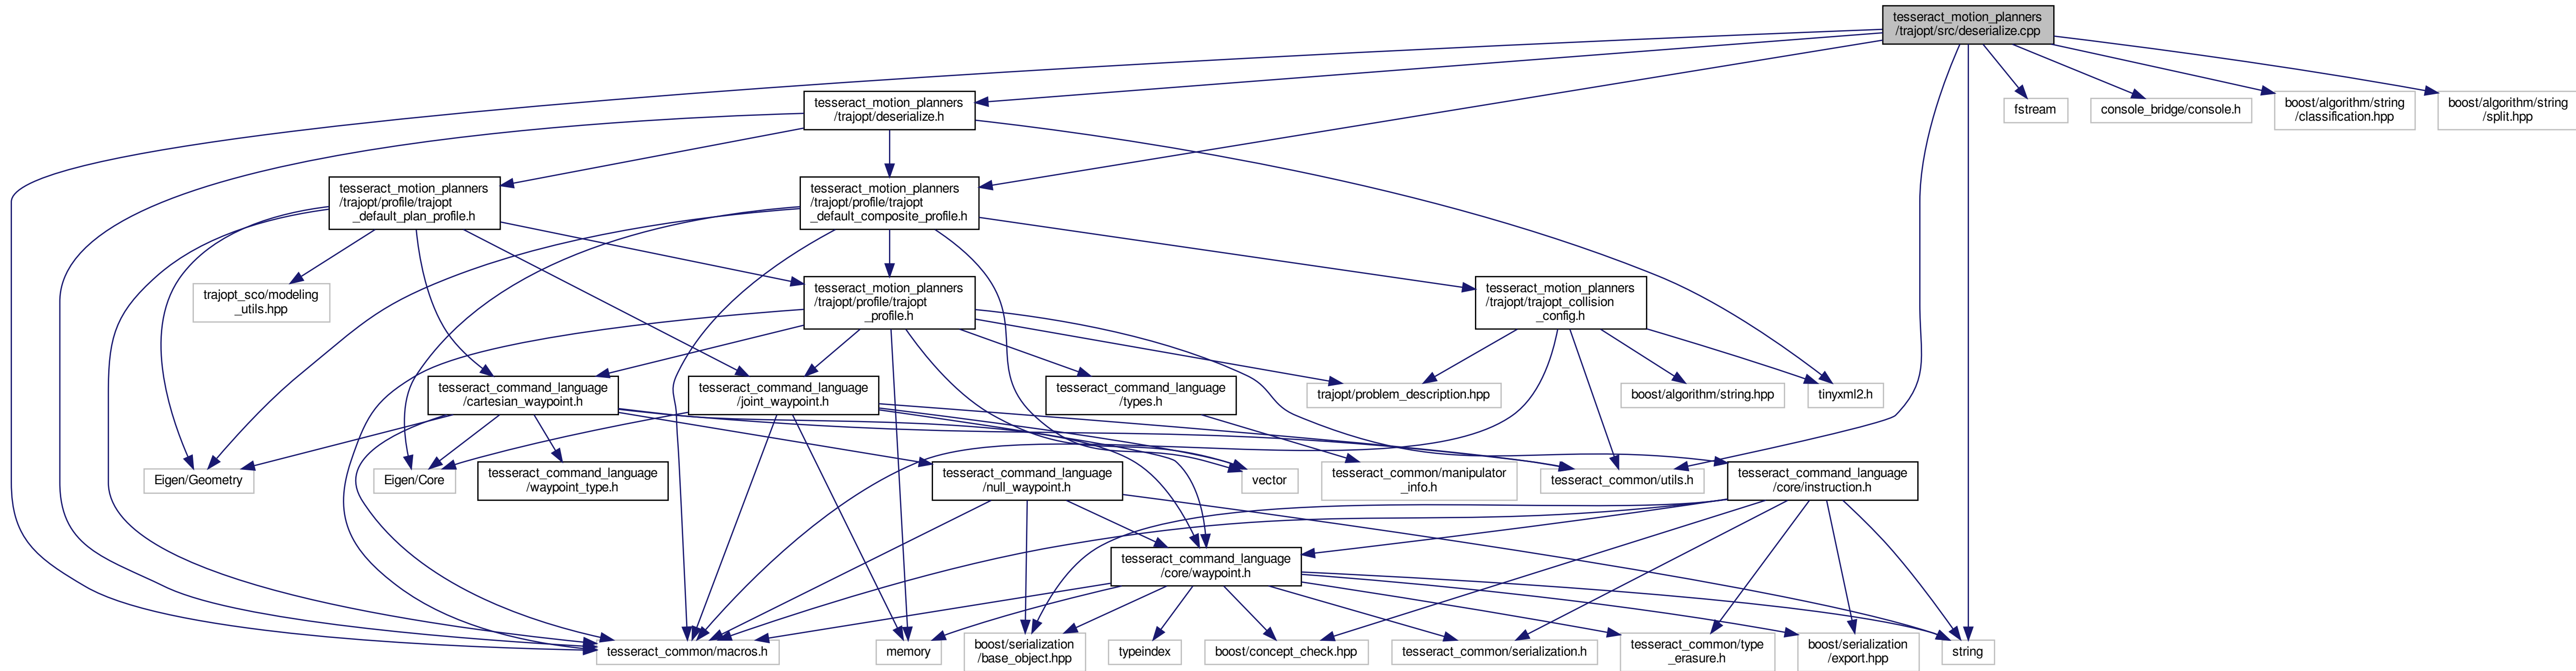 tesseract_motion_planners
/trajopt/src/deserialize.cpp
tesseract_motion_planners
/trajopt/deserialize.h
fstream
console_bridge/console.h
boost/algorithm/string
/classification.hpp
boost/algorithm/string
/split.hpp
tesseract_motion_planners
/trajopt/profile/trajopt
_default_plan_profile.h
tesseract_motion_planners
/trajopt/profile/trajopt
_default_composite_profile.h
trajopt_sco/modeling
_utils.hpp
tesseract_motion_planners
/trajopt/profile/trajopt
_profile.h
tesseract_motion_planners
/trajopt/trajopt_collision
_config.h
tesseract_command_language
/cartesian_waypoint.h
tesseract_command_language
/joint_waypoint.h
tesseract_command_language
/types.h
trajopt/problem_description.hpp
boost/algorithm/string.hpp
tinyxml2.h
Eigen/Geometry
Eigen/Core
tesseract_command_language
/waypoint_type.h
tesseract_command_language
/null_waypoint.h
vector
tesseract_common/manipulator
_info.h
tesseract_common/utils.h
tesseract_command_language
/core/instruction.h
tesseract_command_language
/core/waypoint.h
tesseract_common/macros.h
memory
boost/serialization
/base_object.hpp
typeindex
boost/concept_check.hpp
tesseract_common/serialization.h
tesseract_common/type
_erasure.h
boost/serialization
/export.hpp
string